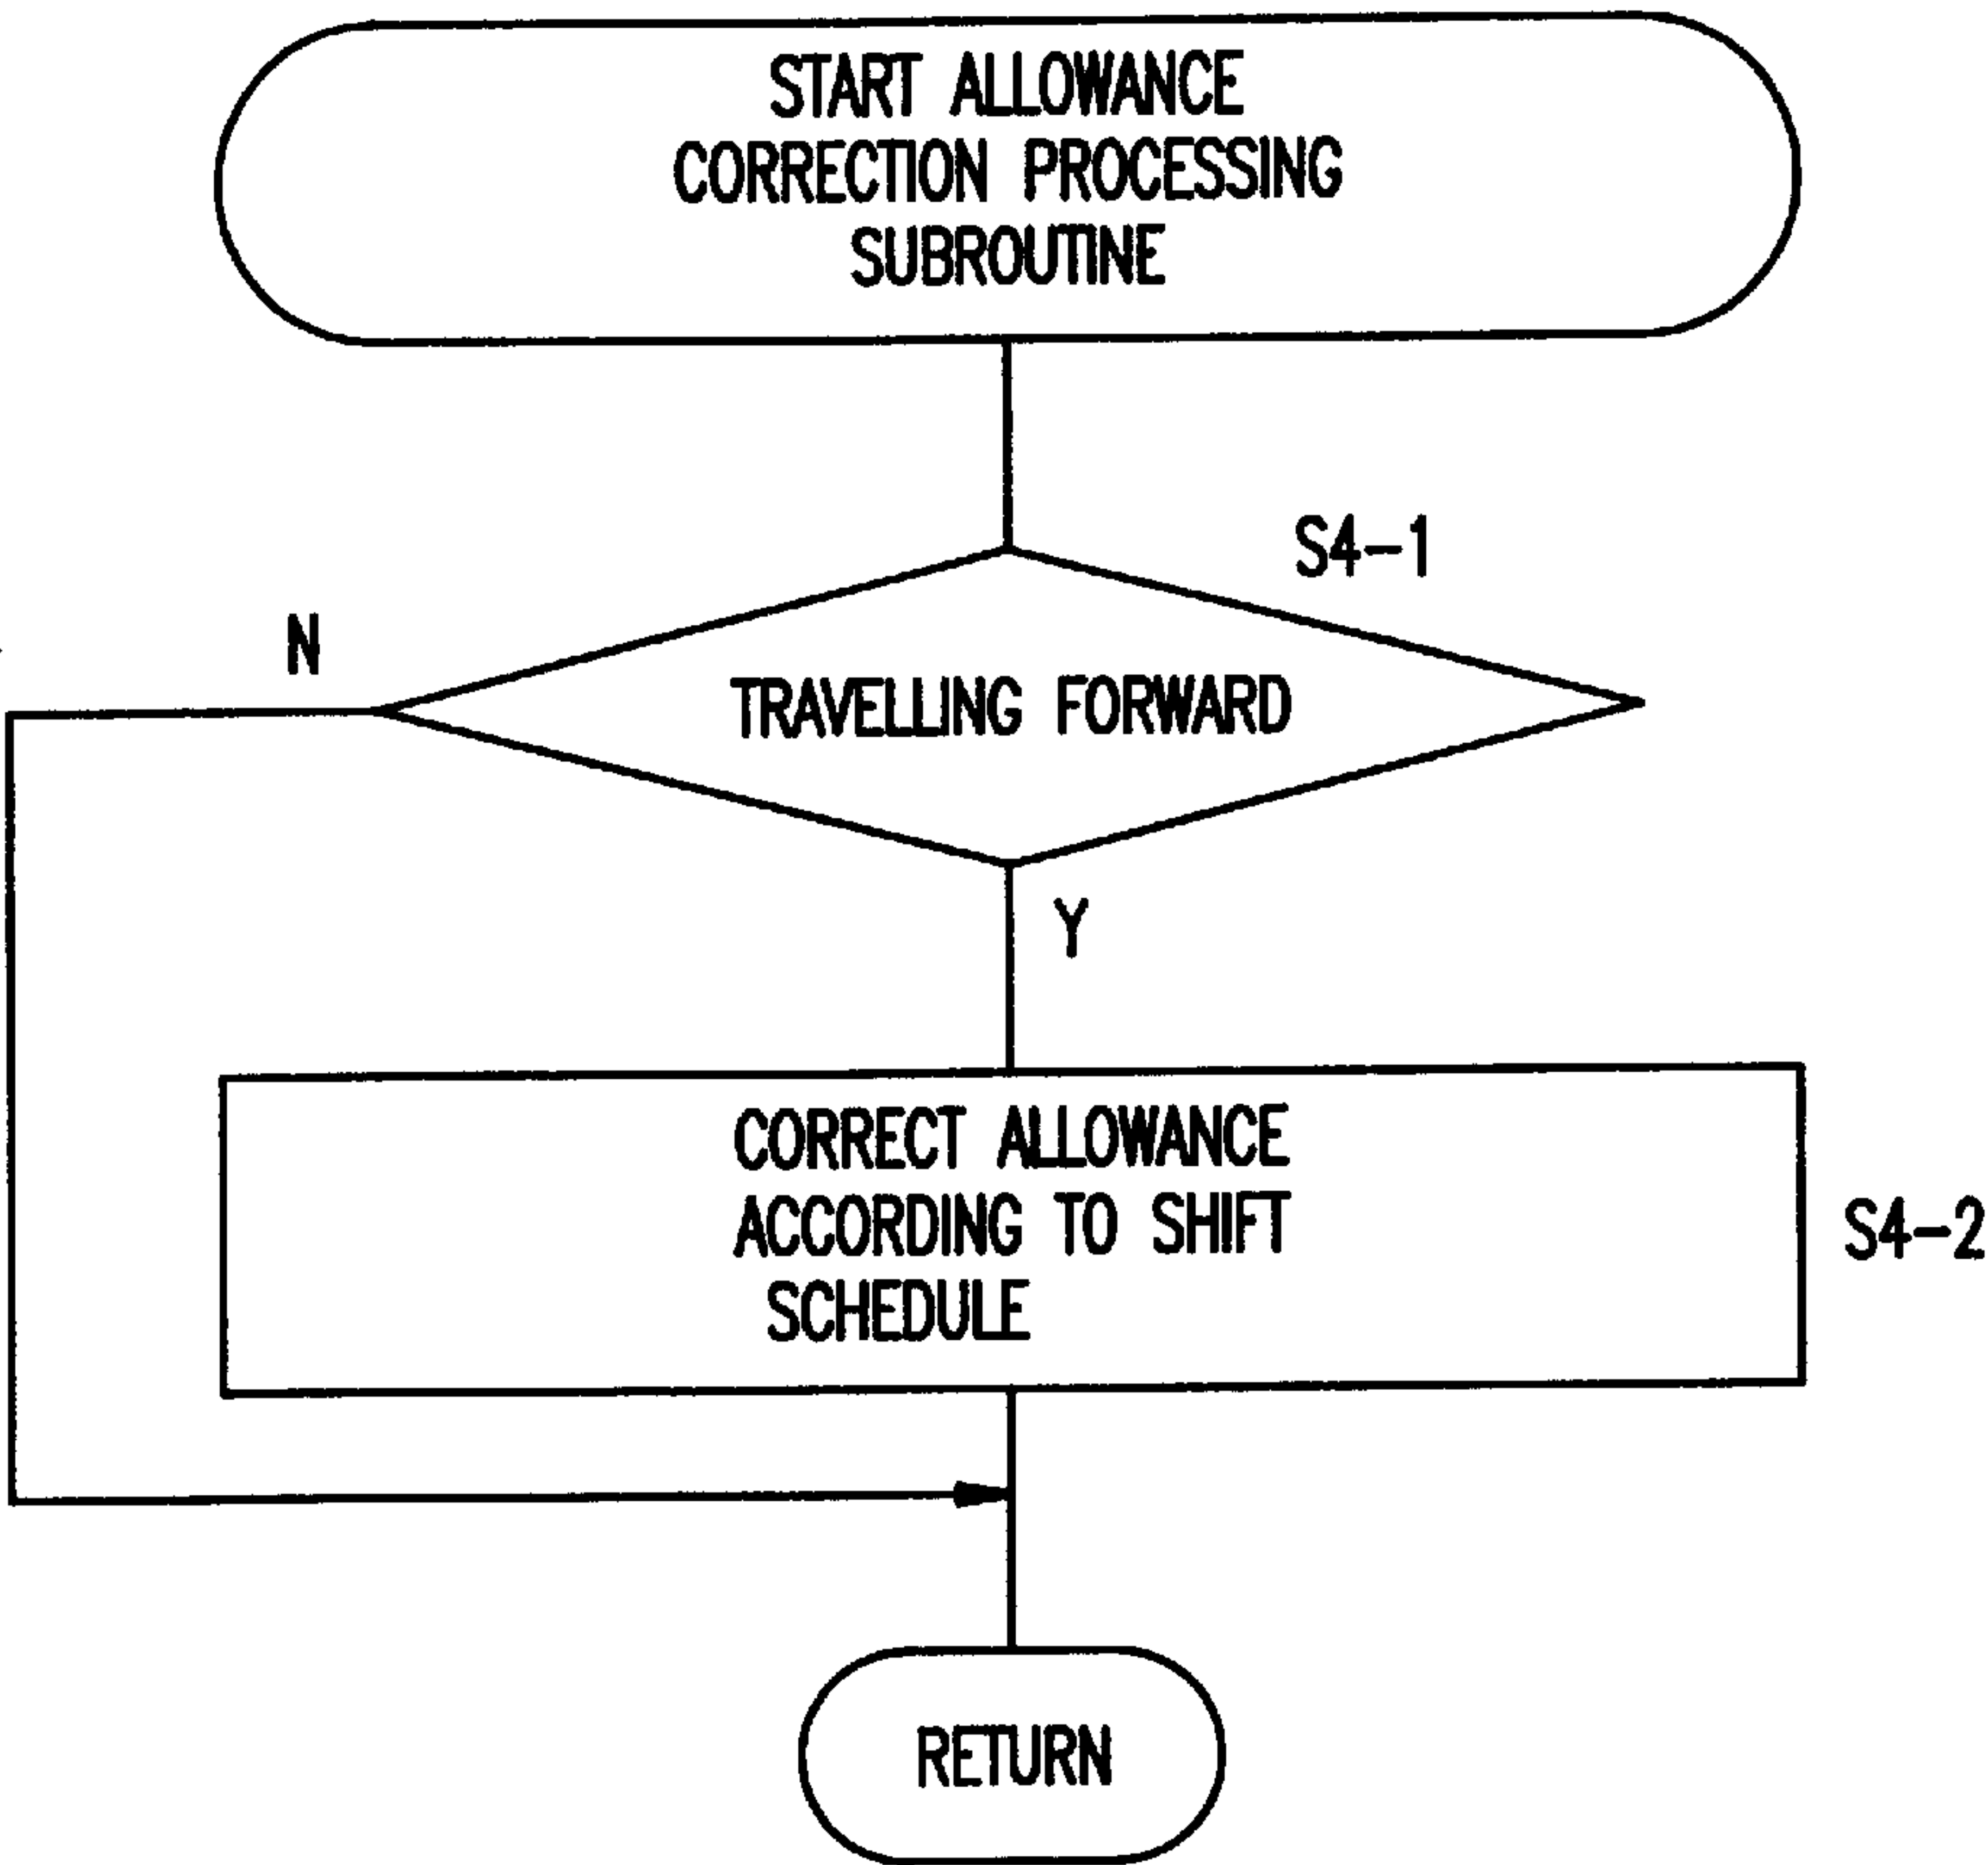 START ALLOWANCE
CORRECTION PROCESSING
SUBROUTINE
S4-1
N
TRAVELLING FORWARD
Y
CORRECT ALLOWANCE
ACCORDING TO SHIFT
SCHEDULE
S4-2
RETURN